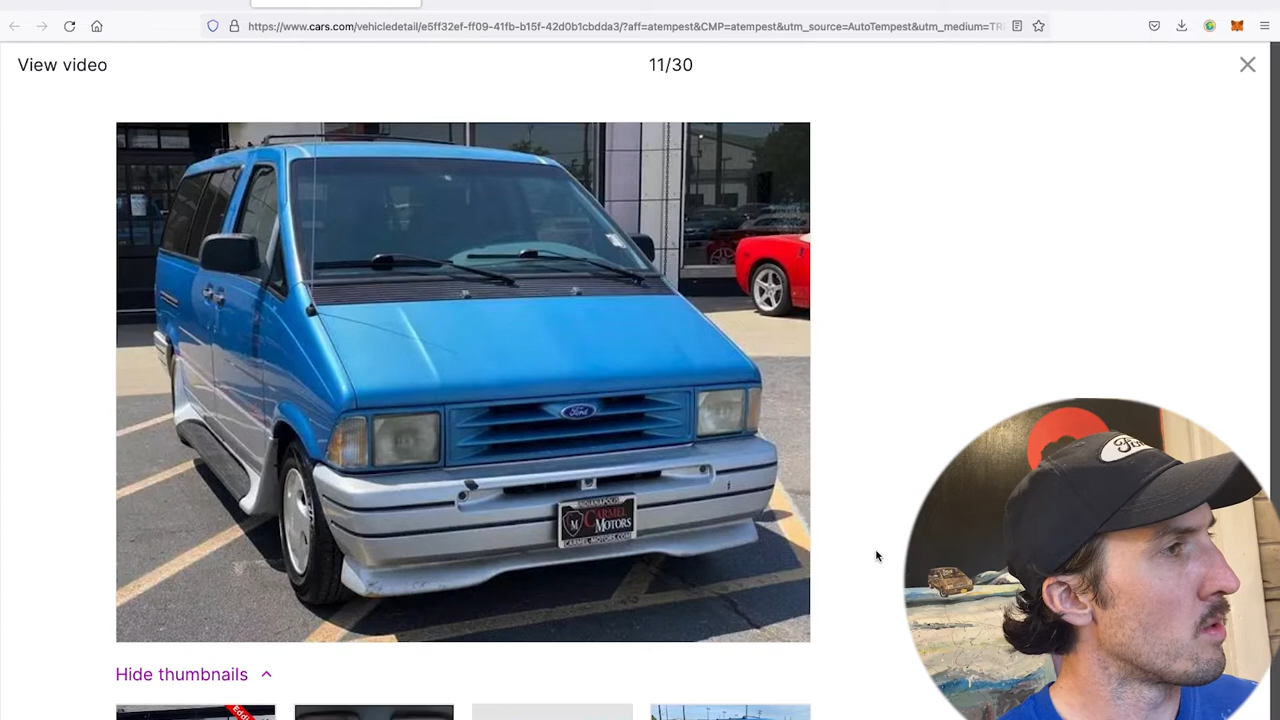 https://www.cars.com/vehicledetail/e5ff32ef-ff09-41fb-b15f-42d0b1cbdda3/?aff=atempest&CMP=atempest&utm_source=AutoTempest&utm_medium=TR
View video
11/30
Ford
INDIANAPOLIS
M CARMEL
MOTORS
CARMEL-MOTORS.COM
Hide thumbnails